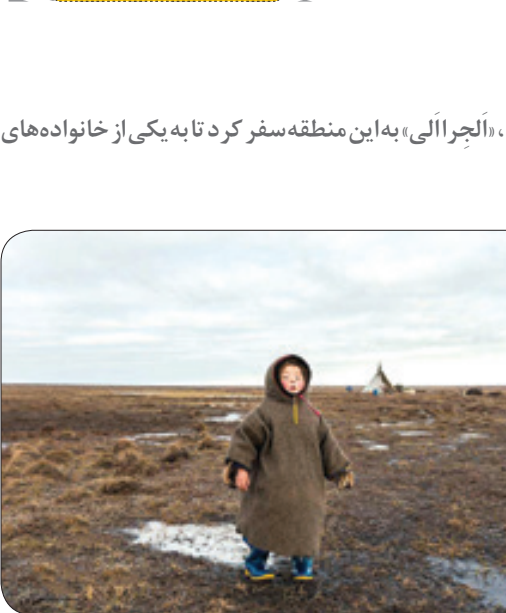 ، «اَلجِرا اَلی» به این منطقه سفر کرد تا به یکی از خانواده‌های